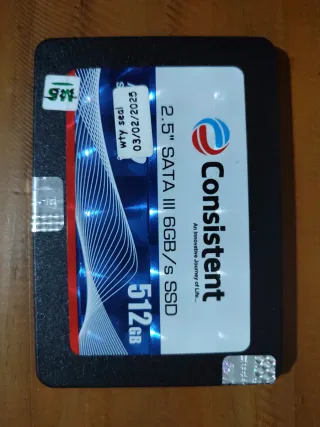 Consistent
An Innovative Journey of Life...
2.5" SATA III 6GB/s SSD
512GB
wty seal
03/02/2025